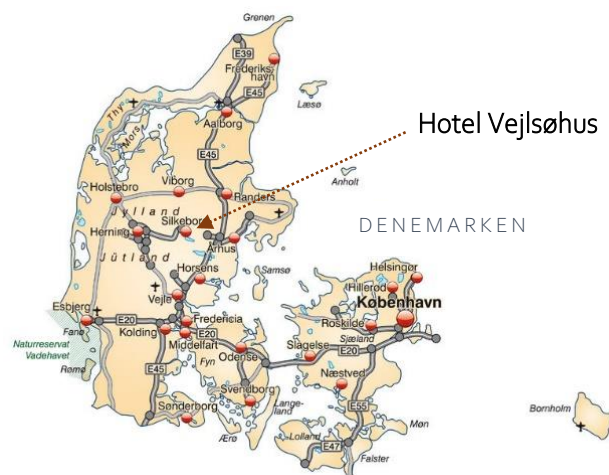 Grenen
E39
Frederiks-
havn
E45
Læsø
Thy
Mors
Aalborg
Hotel Vejlsøhus
E45
Anholt
Viborg
Holstebro
Randers
Jylland
DENEMARKEN
Silkeborg
Herning
Århus
Jütland
Helsingør
Horsens
Samsø
Hillerød
Vejle
København
Esbjerg
E20
Fredericia
Roskilde
Fanø
Kolding
E20
Sjæland
Naturreservat
Vadehavet
Middelfart
Slagelse
E20
Fyn
Odense
Rømø
E45
Næstved
Svendborg
Sønderborg
Lange-
land
E55
Møn
Bornholm
Ærø
Lolland
E47
Falster